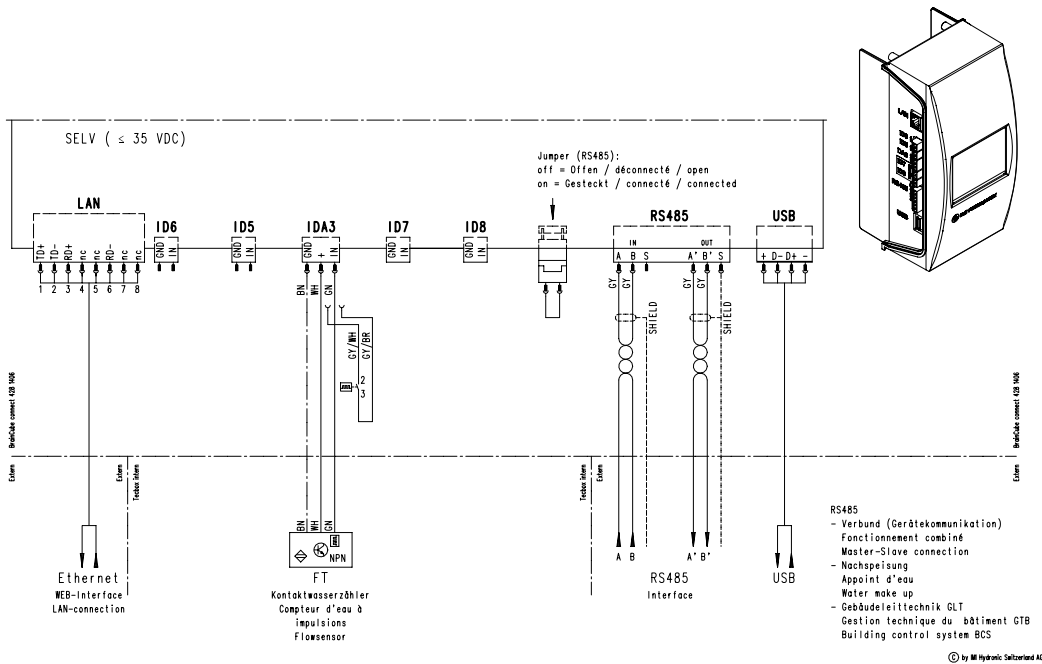 SELV ( ≤ 35 VDC)
Jumper (RS485):
off = Offen / déconnecté / open
on = Gesteckt / connecté / connected
LAN
ID6
ID5
IDA3
ID7
ID8
RS485
USB
IN
OUT
TD+
TD-
RD+
nc
nc
RD-
nc
nc
GND
IN
GND
IN
GND
+
IN
GND
IN
GND
IN
A
B
S
A'
B'
S
+
D-
D+
-
1 2 3 4 5 6 7 8
BN
WH
GN
GY/WH
GY/BR
2
3
GY
GY
SHIELD
GY
GY
SHIELD
LAN
RS485
USB
BrainCube connect 428 1406
BrainCube connect 428 1406
Extern
Extern
Tecbox intern
Tecbox intern
Extern
Extern
BN
WH
GN
NPN
A
B
A'
B'
Ethernet
WEB-Interface
LAN-connection
FT
Kontaktwasserzähler
Compteur d'eau à
impulsions
Flowsensor
RS485
Interface
USB
RS485
- Verbund (Gerätekommunikation)
Fonctionnement combiné
Master-Slave connection
- Nachspeisung
Appoint d'eau
Water make up
- Gebäudeleittechnik GLT
Gestion technique du bâtiment GTB
Building control system BCS
© by IMI Hydronic Switzerland AG